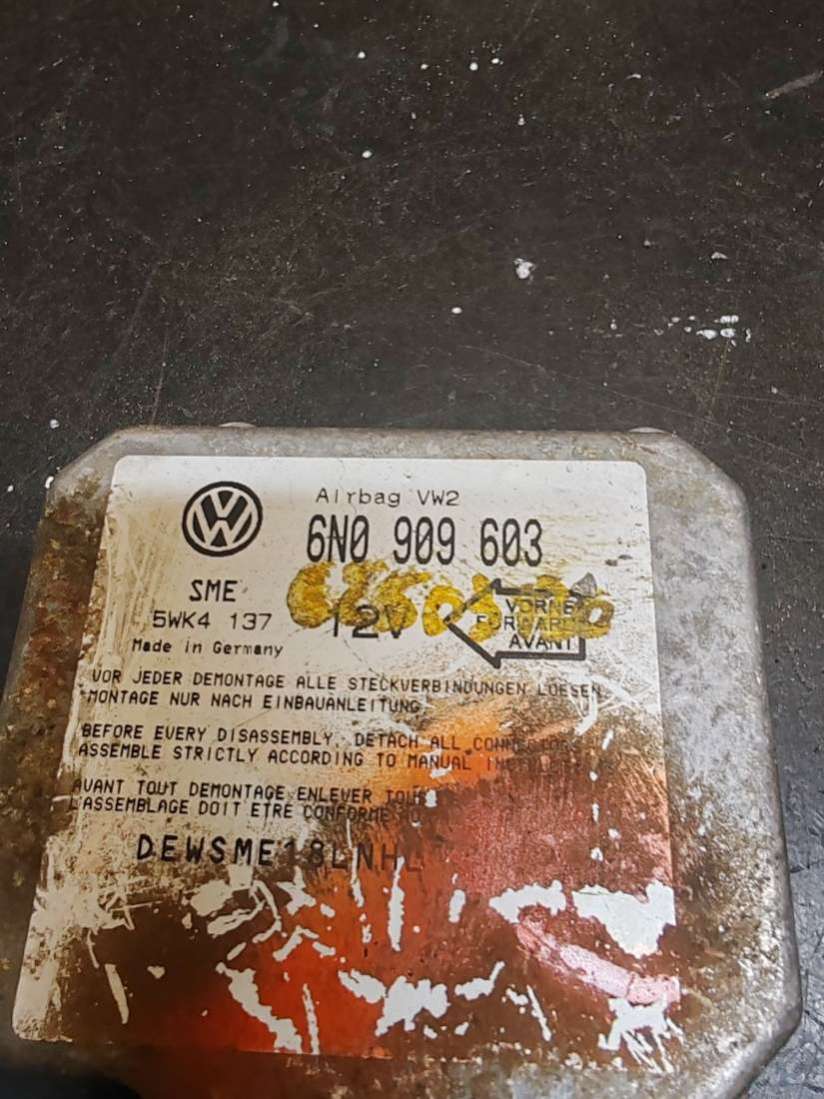 Airbag VW2
6N0 909 603
SME
5WK4 137
12V
VORNE
FORWARD
AVANT
Made in Germany
VOR JEDER DEMONTAGE ALLE STECKVERBINDUNGEN LOESEN
MONTAGE NUR NACH EINBAUANLEITUNG
BEFORE EVERY DISASSEMBLY, DETACH ALL CONNECTORS
ASSEMBLE STRICTLY ACCORDING TO MANUAL
AVANT TOUT DEMONTAGE ENLEVER
L'ASSEMBLAGE DOIT ETRE CONFORME
DEWSME18LNHL